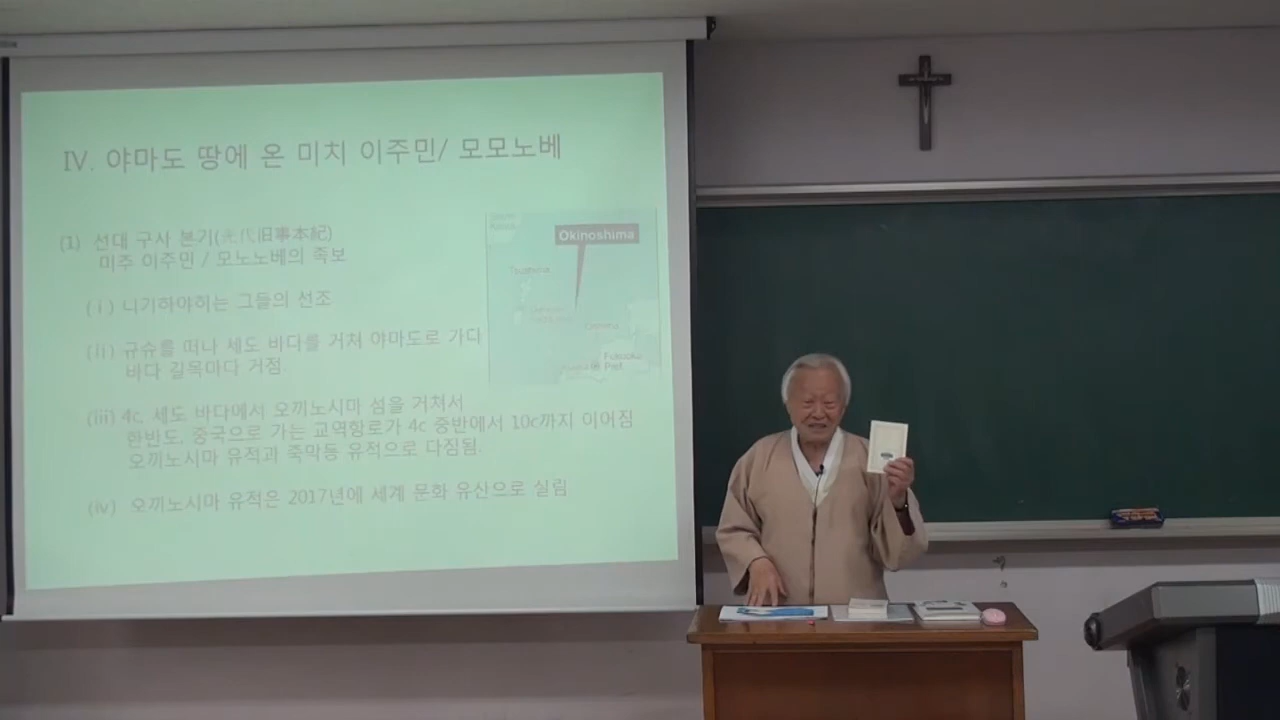 Ⅳ. 야마도 땅에 온 미치 이주민/ 모모노베
(1) 선대 구사 본기(先代旧事本紀)
미주 이주민 / 모노노베의 족보
(ⅰ) 니기하야히는 그들의 선조
(ⅱ) 규슈를 떠나 세도 바다를 거쳐 야마도로 가다
바다 길목마다 거점.
(ⅲ) 4c, 세도 바다에서 오끼노시마 섬을 거쳐서
한반도, 중국으로 가는 교역항로가 4c 중반에서 10c까지 이어짐
오끼노시마 유적과 죽막동 유적으로 다짐됨.
(ⅳ) 오끼노시마 유적은 2017년에 세계 문화 유산으로 실림
Okinoshima
Tsushima
Oshima
Fukuoka
Pref.